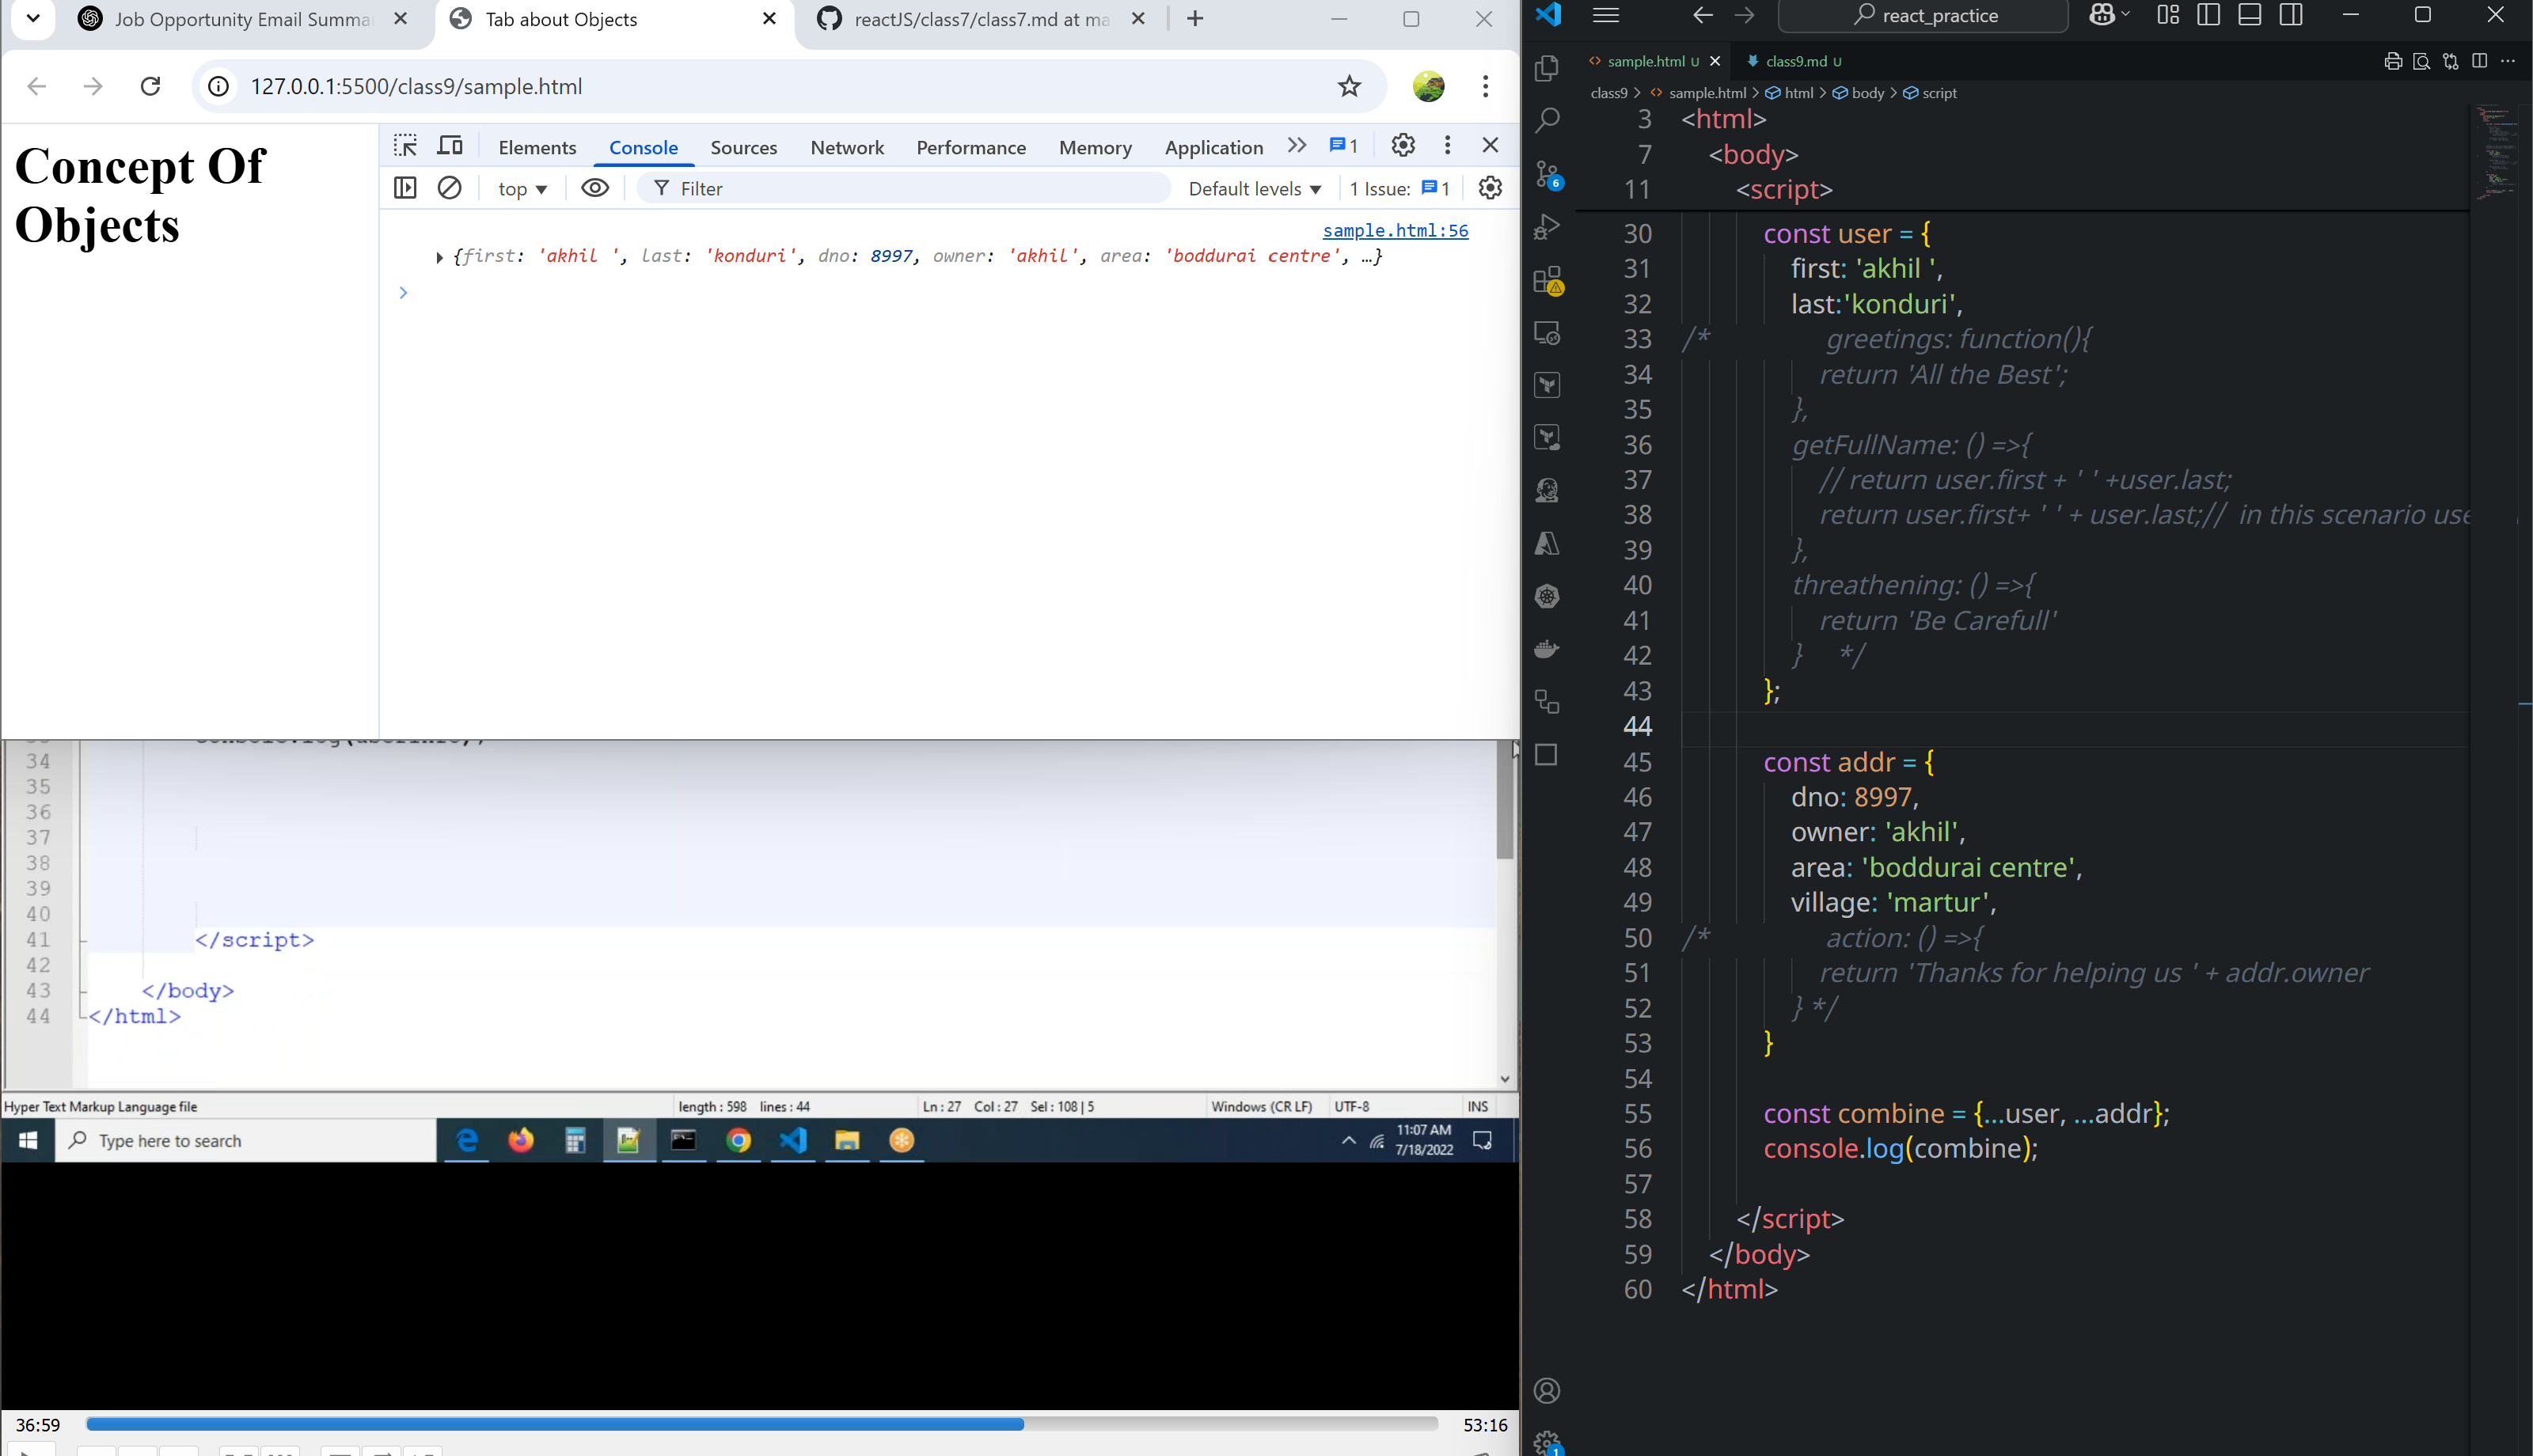 Job Opportunity Email Summa
Tab about Objects
reactJS/class7/class7.md at ma
127.0.0.1:5500/class9/sample.html
Concept Of
Objects
Elements
Console
Sources
Network
Performance
Memory
Application
1
top
Filter
Default levels
1 Issue:
1
sample.html:56
{first: 'akhil ', last: 'konduri', dno: 8997, owner: 'akhil', area: 'boddurai centre', …}
34
35
36
37
38
39
40
41 </script>
42
43 </body>
44 </html>
Hyper Text Markup Language file
length : 598 lines : 44
Ln : 27 Col : 27 Sel : 108 | 5
Windows (CR LF)
UTF-8
INS
Type here to search
11:07 AM
7/18/2022
36:59
53:16
react_practice
sample.html U
class9.md U
class9 > sample.html > html > body > script
6
3 <html>
7 <body>
11 <script>
30 const user = {
31 first: 'akhil ',
32 last:'konduri',
33 /* greetings: function(){
34 return 'All the Best';
35 },
36 getFullName: () =>{
37 // return user.first + ' ' +user.last;
38 return user.first+ ' ' + user.last;// in this scenario use
39 },
40 threathening: () =>{
41 return 'Be Carefull'
42 } */
43 };
44
45 const addr = {
46 dno: 8997,
47 owner: 'akhil',
48 area: 'boddurai centre',
49 village: 'martur',
50 /* action: () =>{
51 return 'Thanks for helping us ' + addr.owner
52 } */
53 }
54
55 const combine = {...user, ...addr};
56 console.log(combine);
57
58 </script>
59 </body>
60 </html>
1